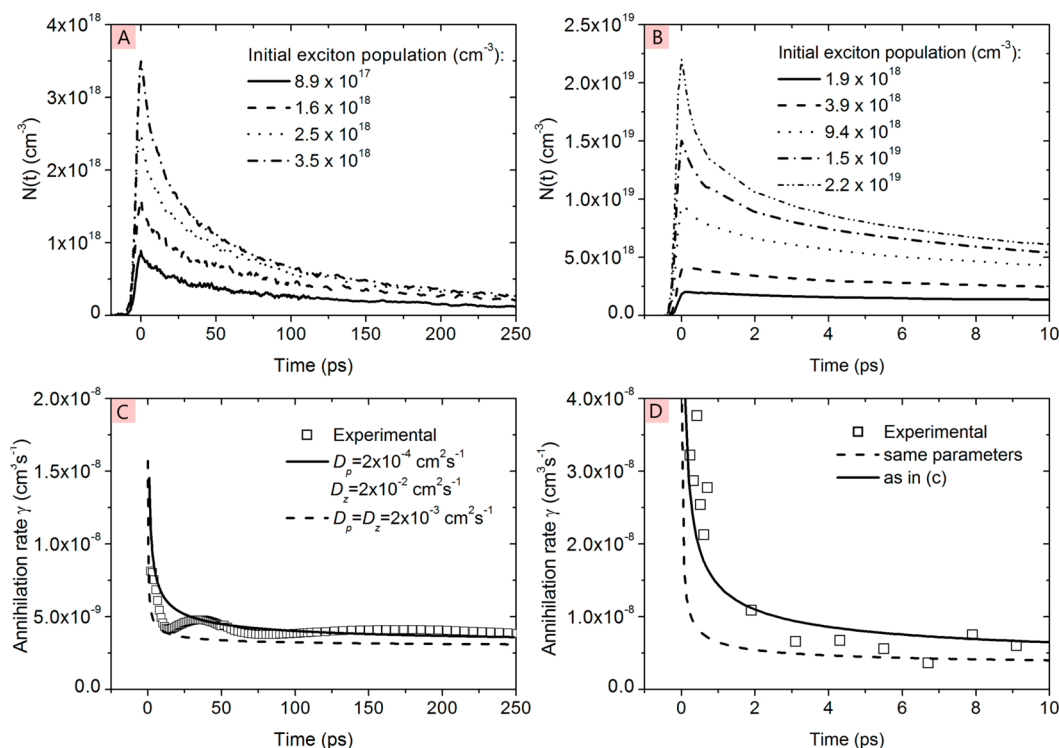 A
4x10^18
3x10^18
2x10^18
1x10^18
0
N(t) (cm^-3)
Initial exciton population (cm^-3):
8.9 x 10^17
1.6 x 10^18
2.5 x 10^18
3.5 x 10^18
0 50 100 150 200 250
Time (ps)
B
2.5x10^19
2.0x10^19
1.5x10^19
1.0x10^19
5.0x10^18
0.0
N(t) (cm^-3)
Initial exciton population (cm^-3):
1.9 x 10^18
3.9 x 10^18
9.4 x 10^18
1.5 x 10^19
2.2 x 10^19
0 2 4 6 8 10
Time (ps)
C
2.0x10^-8
1.5x10^-8
1.0x10^-8
5.0x10^-9
0.0
Annihilation rate γ (cm^3s^-1)
Experimental
D_p=2x10^-4 cm^2s^-1
D_z=2x10^-2 cm^2s^-1
D_p=D_z=2x10^-3 cm^2s^-1
0 50 100 150 200 250
Time (ps)
D
4.0x10^-8
3.0x10^-8
2.0x10^-8
1.0x10^-8
0.0
Annihilation rate γ (cm^3s^-1)
Experimental
same parameters
as in (c)
0 2 4 6 8 10
Time (ps)